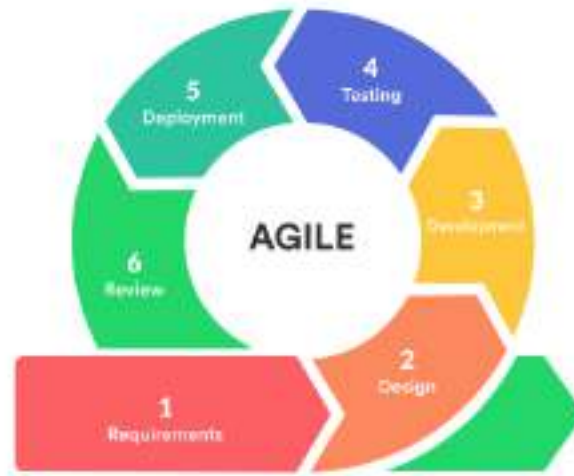 AGILE
1
Requirements
2
Design
3
Development
4
Testing
5
Deployment
6
Review